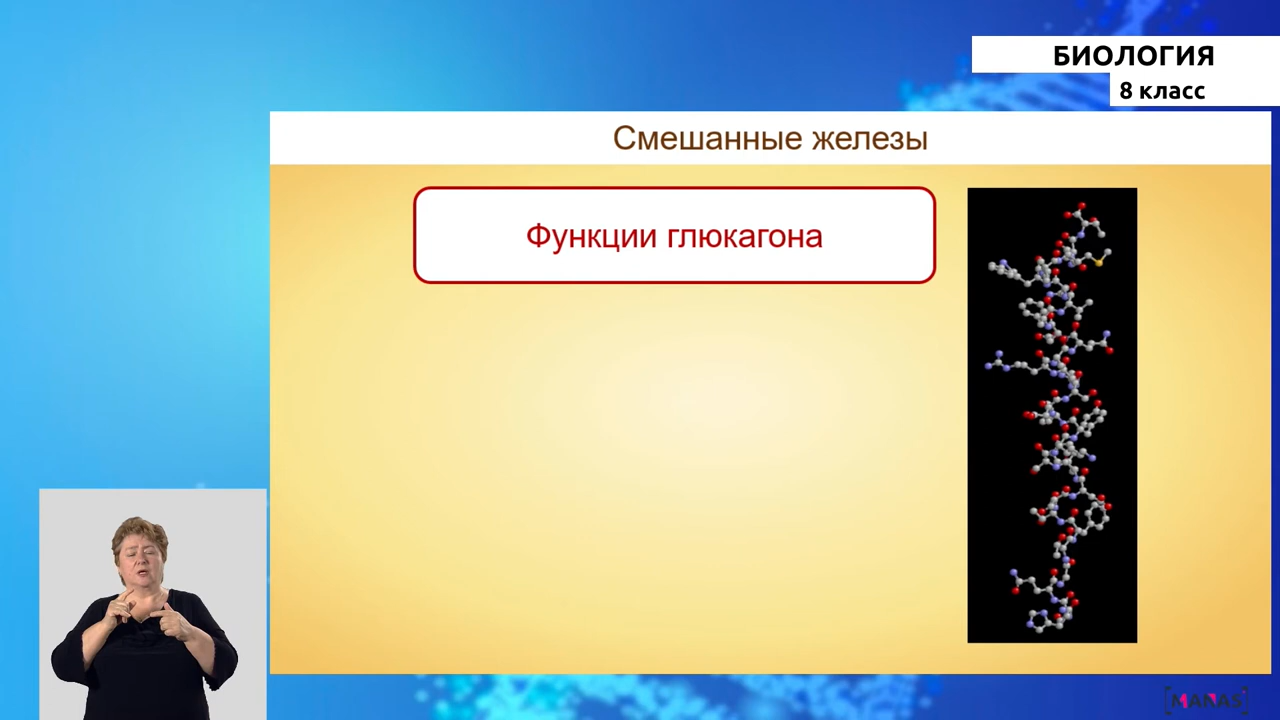 БИОЛОГИЯ
8 класс
Смешанные железы
Функции глюкагона
MANAS